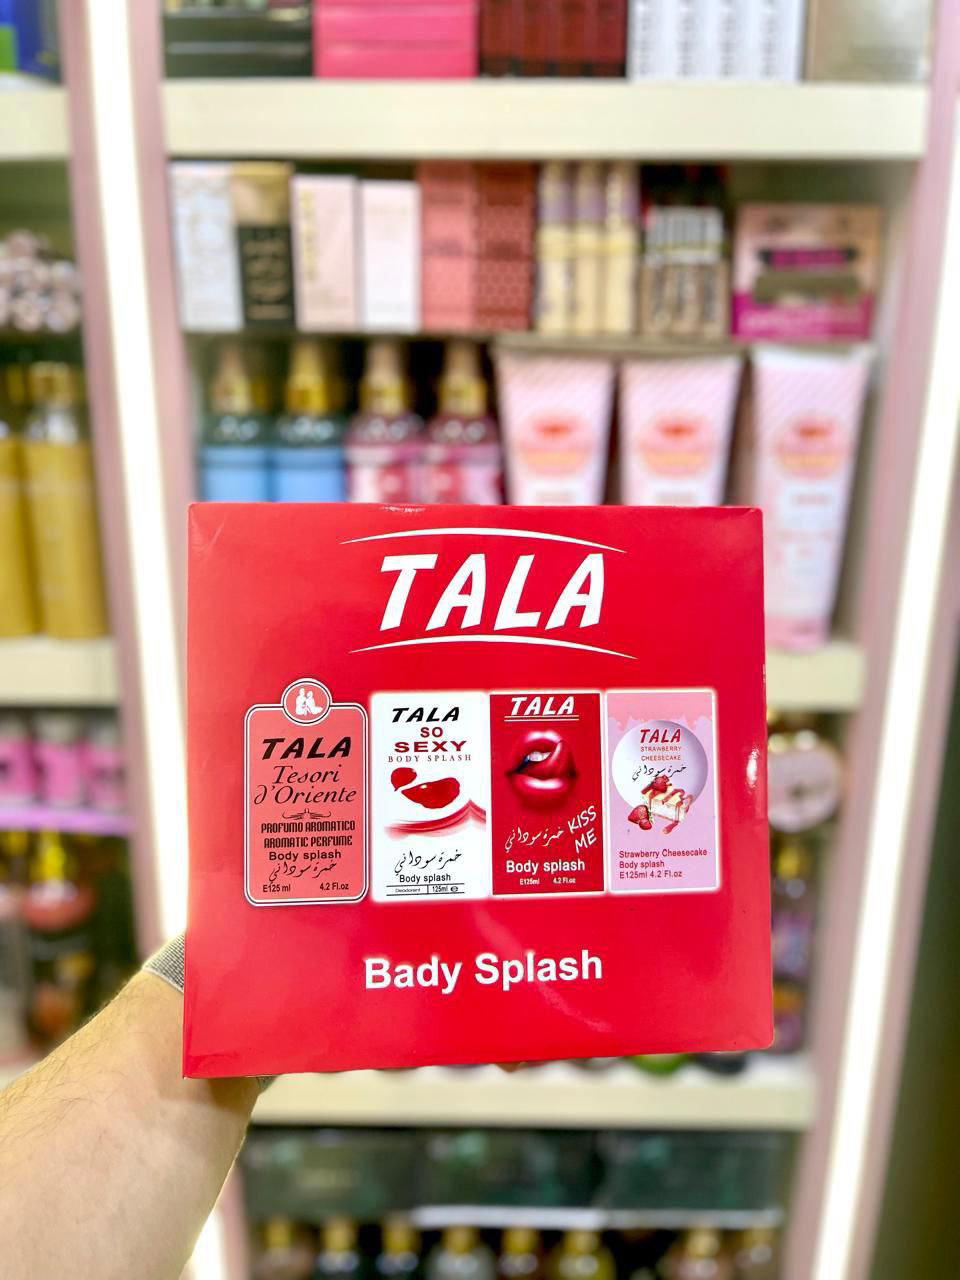 TALA
TALA
Tesori
d'Oriente
PROFUMO AROMATICO
AROMATIC PERFUME
Body splash
خمرة سوداني
E125 ml 4.2 Fl.oz
TALA
SO
SEXY
BODY SPLASH
خمرة سوداني
Body splash
Deodorant 125ml e
TALA
KISS
ME
خمرة سوداني
Body splash
E125ml 4.2 Fl.oz
TALA
STRAWBERRY
CHEESECAKE
خمرة سوداني
Strawberry Cheesecake
Body splash
E125ml 4.2 Fl.oz
Bady Splash